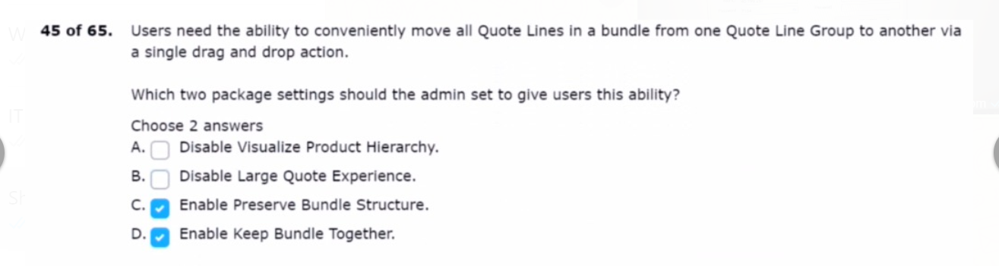 45 of 65. Users need the ability to conveniently move all Quote Lines in a bundle from one Quote Line Group to another via
a single drag and drop action.
Which two package settings should the admin set to give users this ability?
Choose 2 answers
A. Disable Visualize Product Hierarchy.
B. Disable Large Quote Experience.
C. Enable Preserve Bundle Structure.
D. Enable Keep Bundle Together.